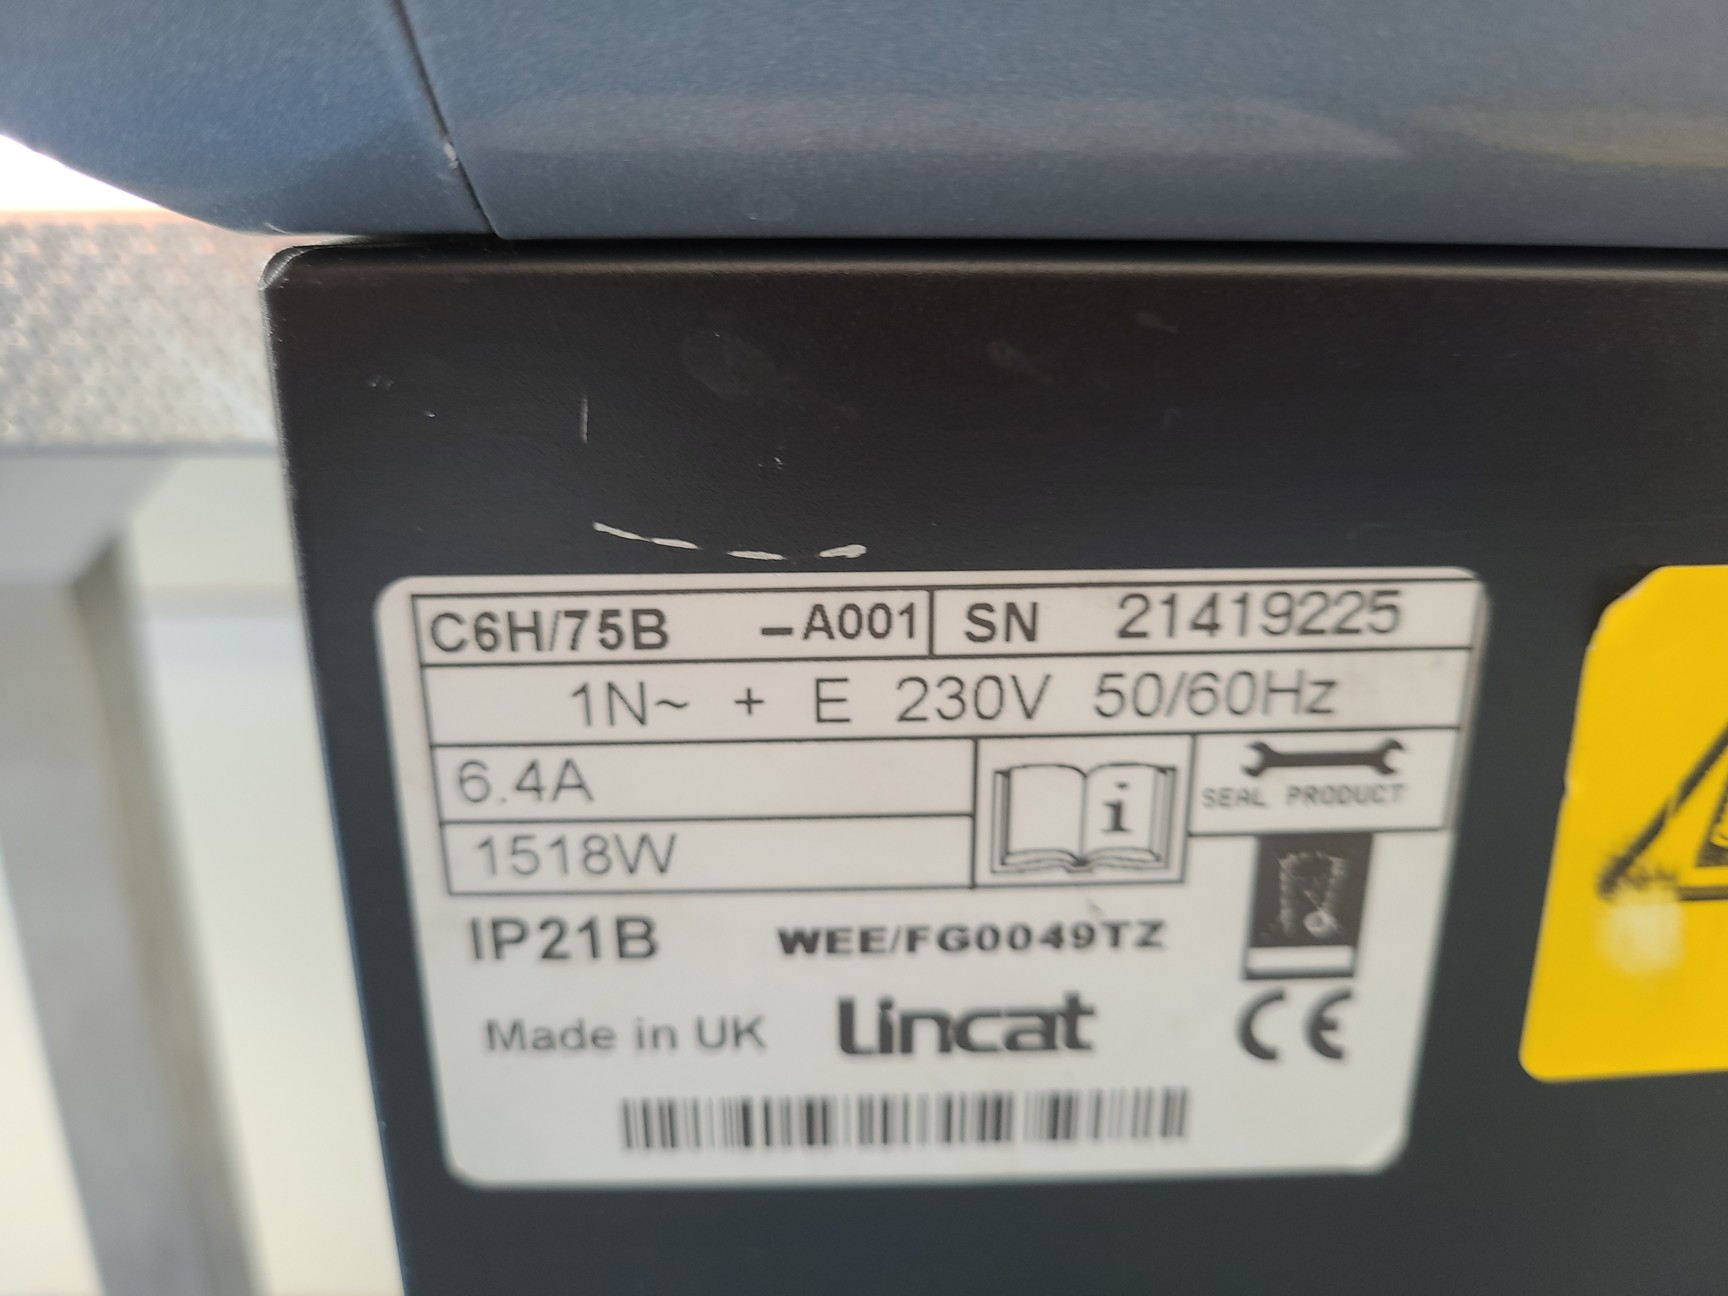 C6H/75B -A001 SN 21419225
1N~ + E 230V 50/60Hz
6.4A
SEAL PRODUCT
1518W
IP21B WEE/FG0049TZ
Made in UK Lincat CE